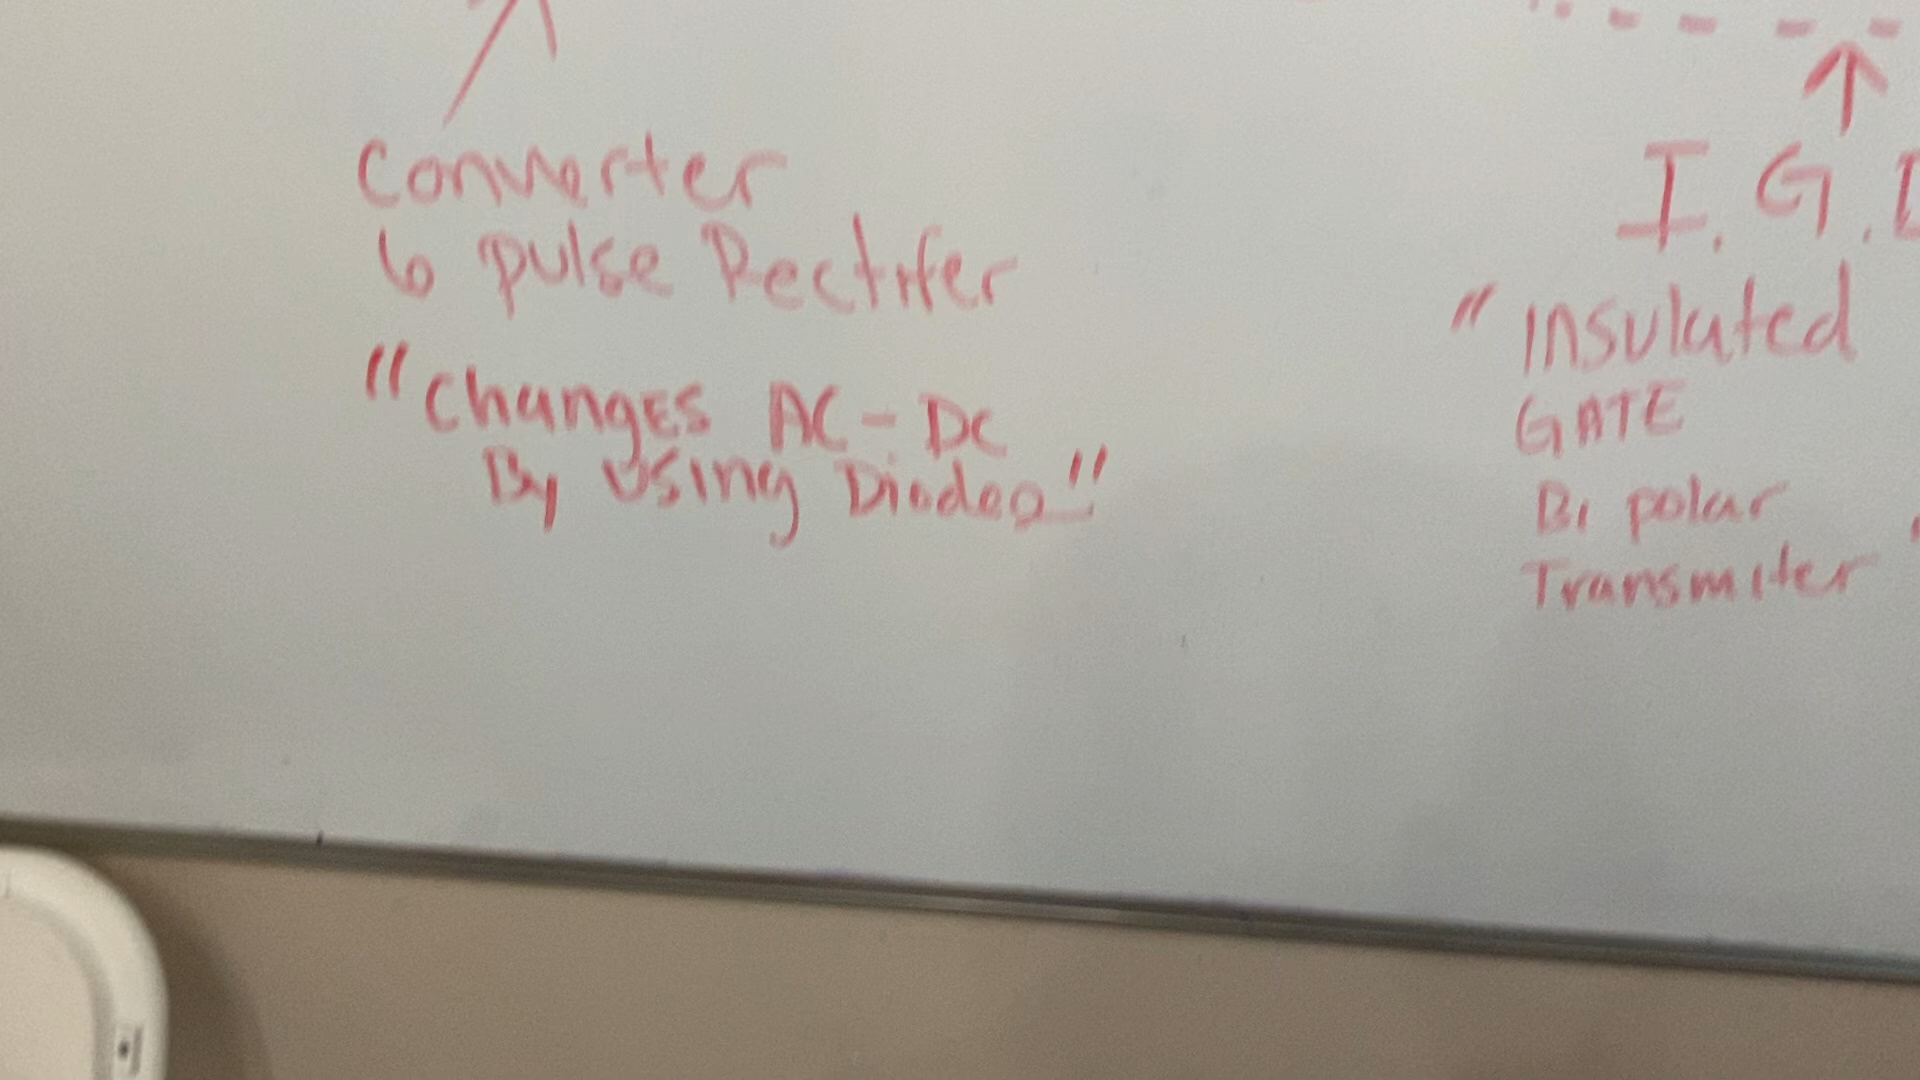 Converter
6 pulse Rectifer
"Changes AC-DC
By Using Diodes"
I.G.
"Insulated
GATE
Bi polar
Transmiter